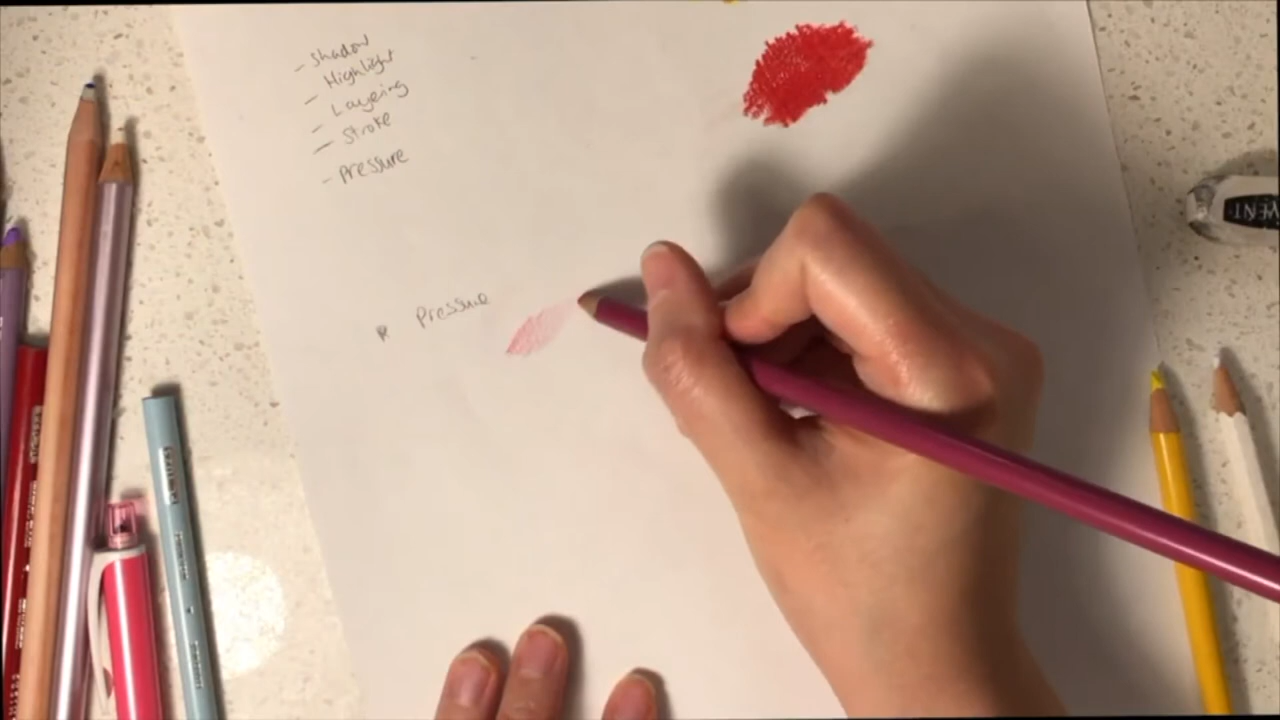 - Shadow
- Highlight
- Layering
- Stroke
- Pressure
R Pressure